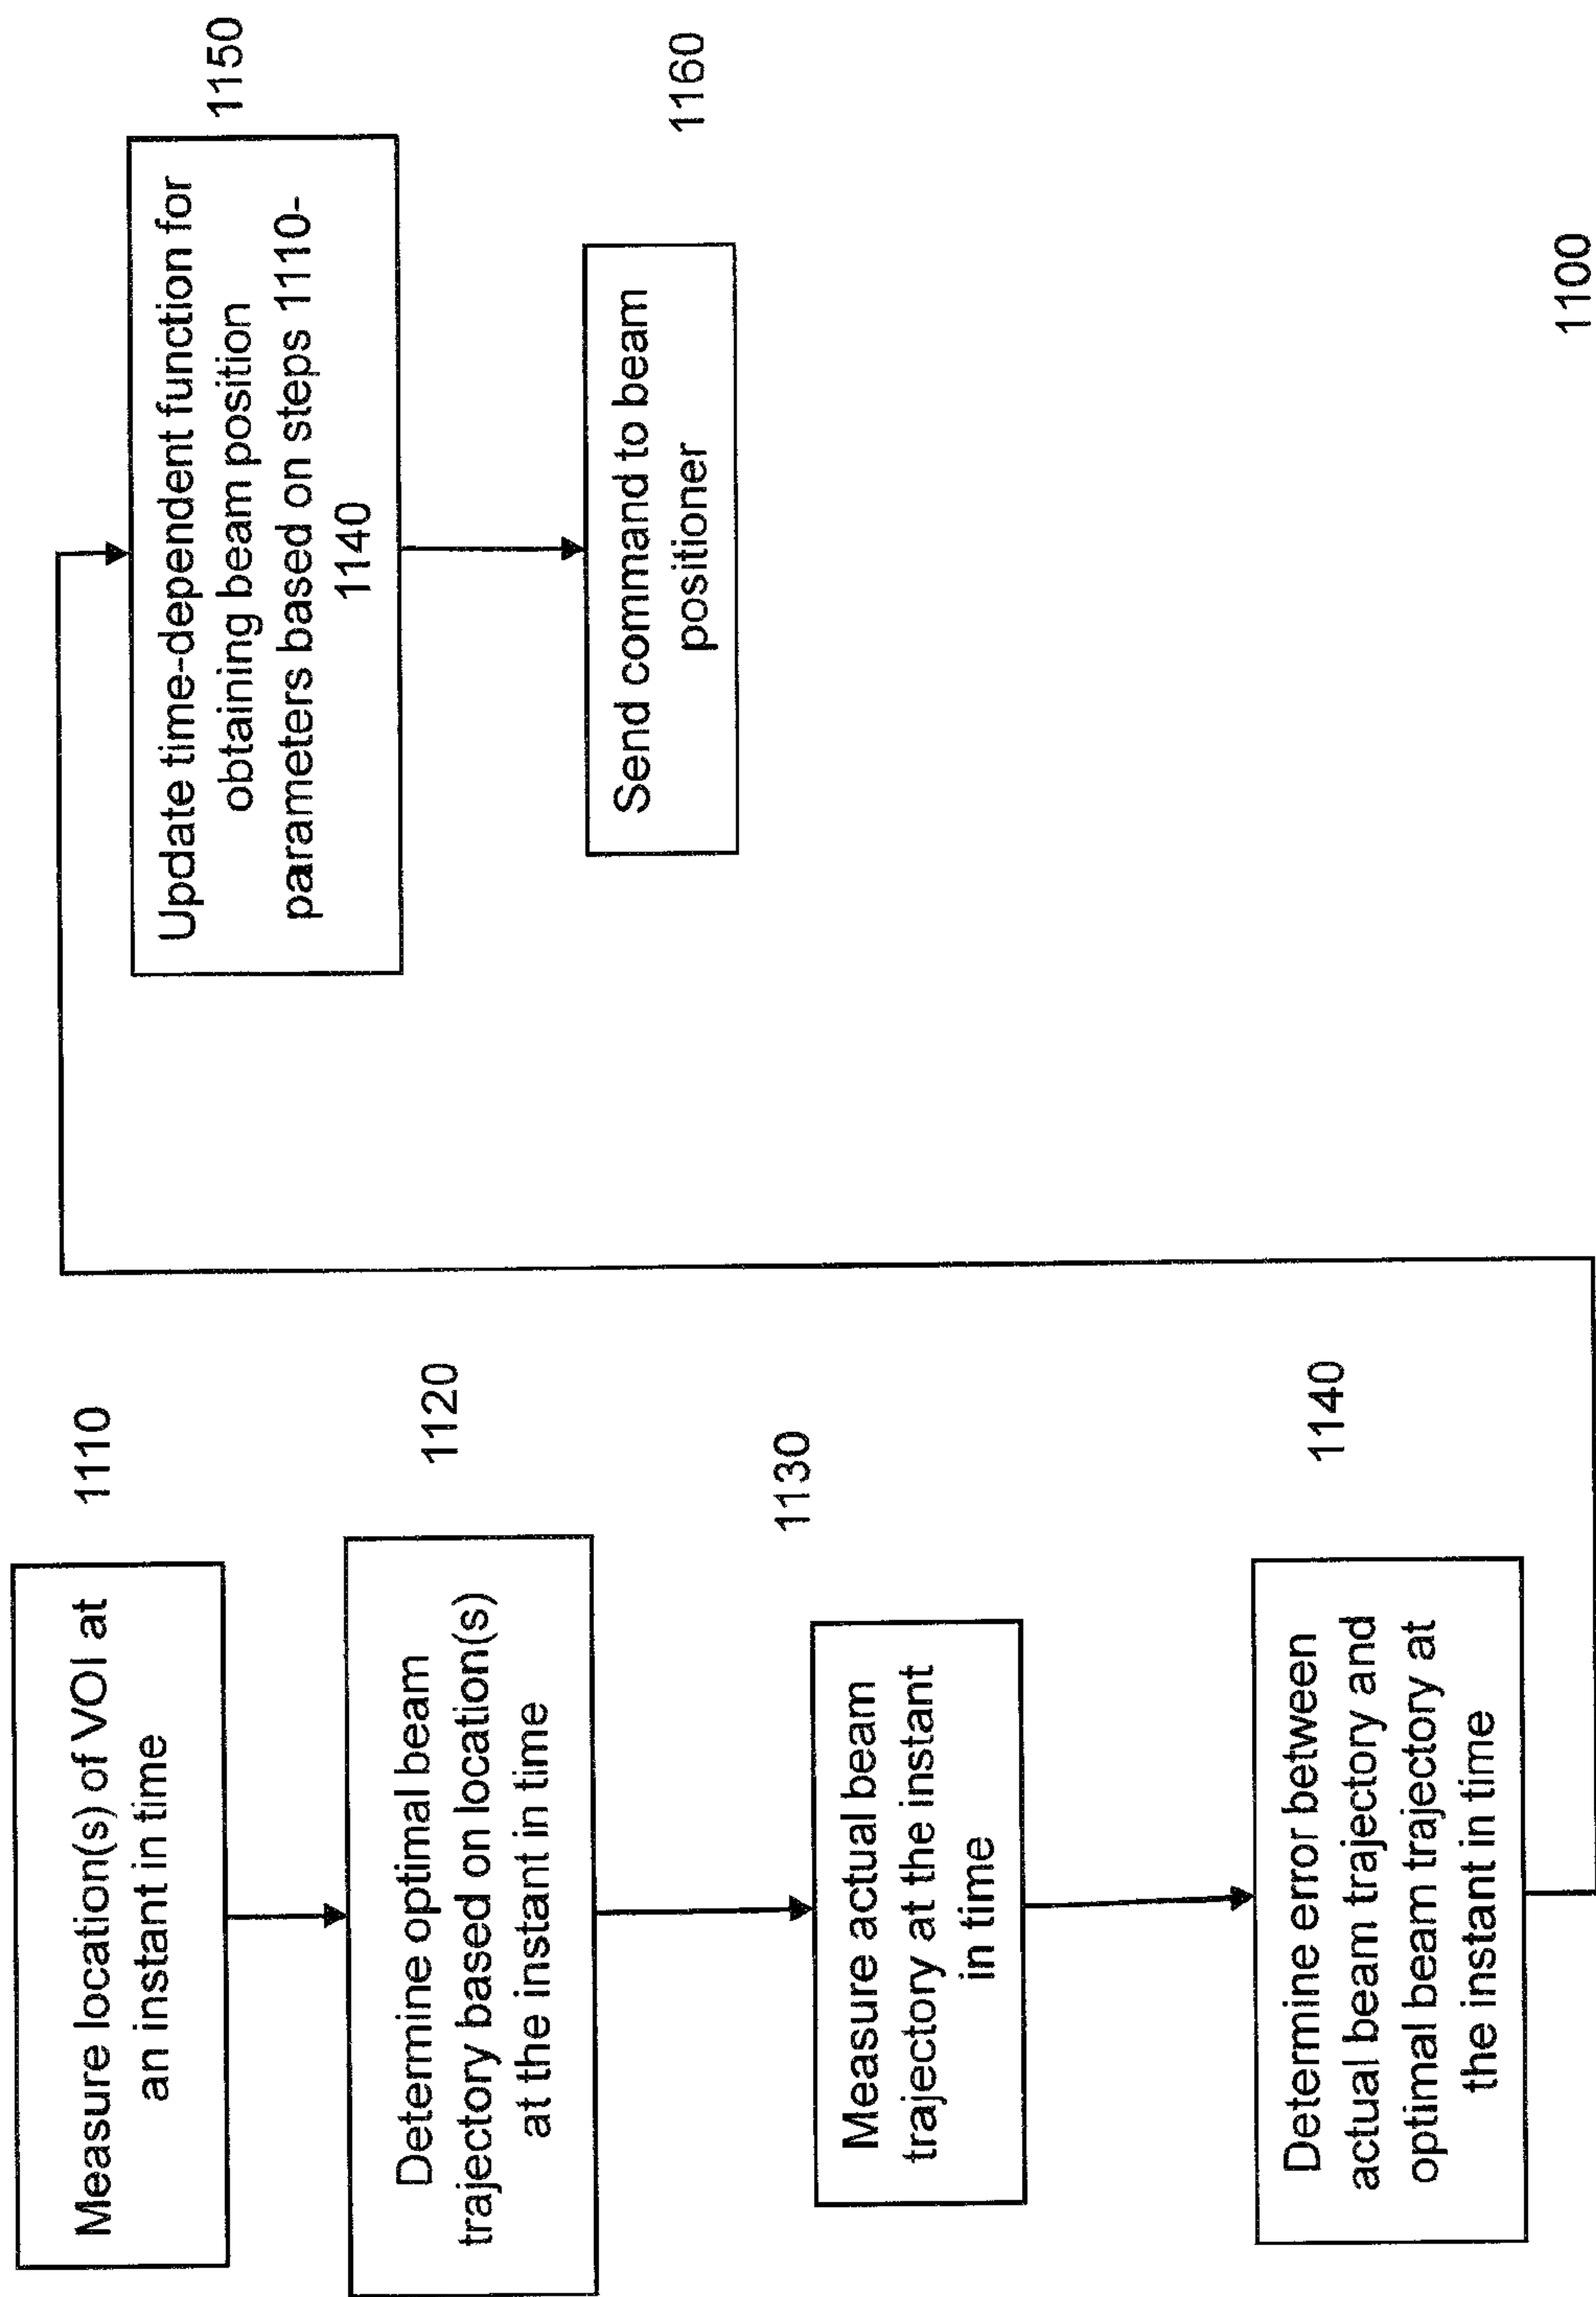 Measure location(s) of VOI at
an instant in time
1110
Determine optimal beam
trajectory based on location(s)
at the instant in time
1120
Measure actual beam
trajectory at the instant
in time
1130
Determine error between
actual beam trajectory and
optimal beam trajectory at
the instant in time
1140
Update time-dependent function for
obtaining beam position
parameters based on steps 1110-
1140
1150
Send command to beam
positioner
1160
1100